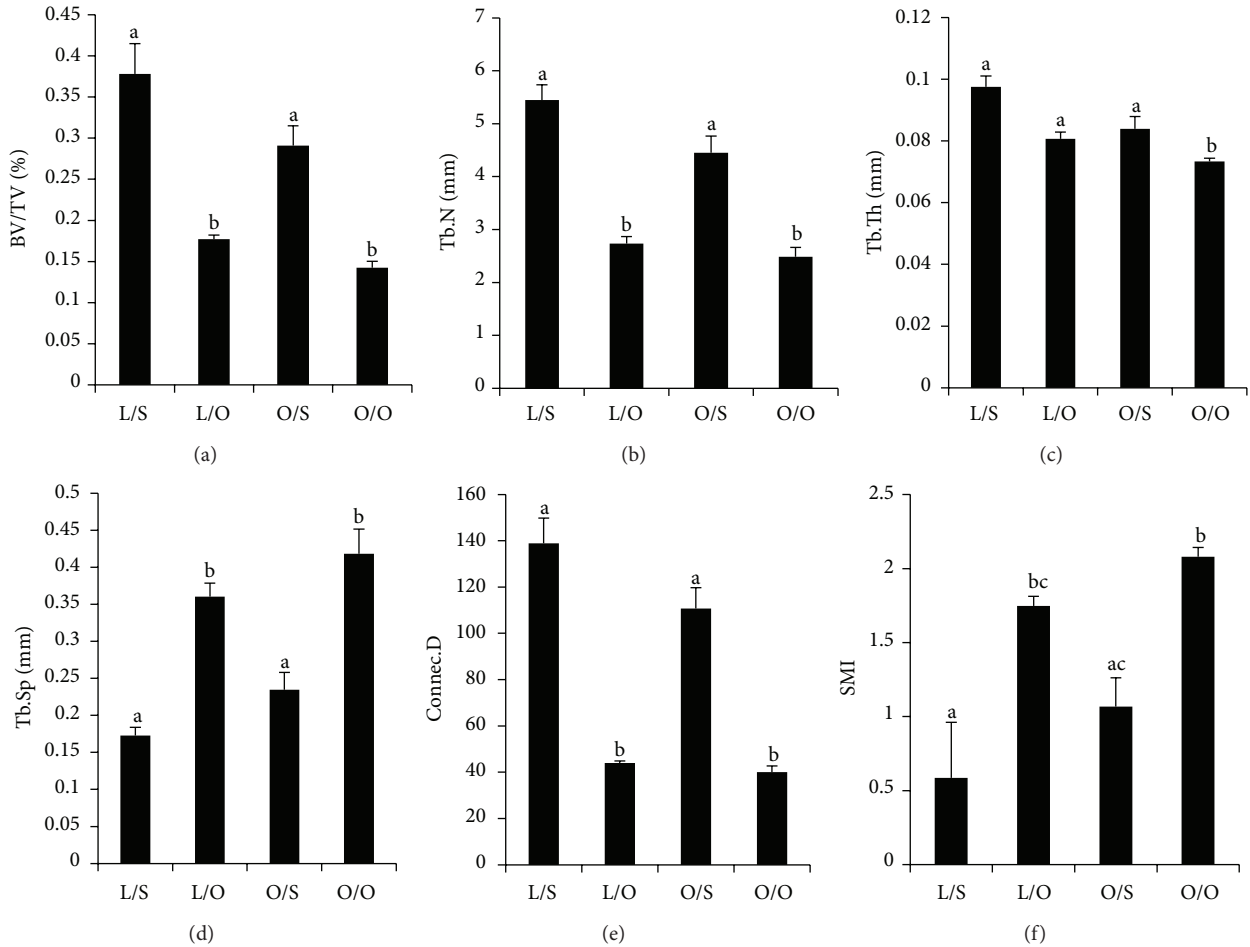 0.45
0.4
0.35
0.3
0.25
0.2
0.15
0.1
0.05
0
BV/TV (%)
a
b
a
b
L/S L/O O/S O/O
(a)
7
6
5
4
3
2
1
0
Tb.N (mm)
a
b
a
b
L/S L/O O/S O/O
(b)
0.12
0.1
0.08
0.06
0.04
0.02
0
Tb.Th (mm)
a
a
a
b
L/S L/O O/S O/O
(c)
0.5
0.45
0.4
0.35
0.3
0.25
0.2
0.15
0.1
0.05
0
Tb.Sp (mm)
a
b
a
b
L/S L/O O/S O/O
(d)
160
140
120
100
80
60
40
20
0
Connec.D
a
b
a
b
L/S L/O O/S O/O
(e)
2.5
2
1.5
1
0.5
0
SMI
a
bc
ac
b
L/S L/O O/S O/O
(f)